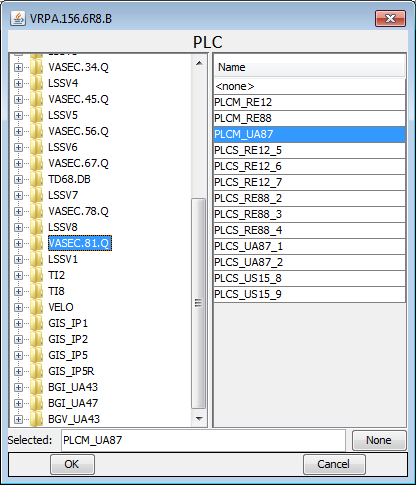 VRPA.156.6R8.B
PLC
VASEC.34.Q
LSSV4
VASEC.45.Q
LSSV5
VASEC.56.Q
LSSV6
VASEC.67.Q
TD68.DB
LSSV7
VASEC.78.Q
LSSV8
VASEC.81.Q
LSSV1
TI2
TI8
VELO
GIS_IP1
GIS_IP2
GIS_IP5
GIS_IP5R
BGI_UA43
BGI_UA47
BGV_UA43
Name
<none>
PLCM_RE12
PLCM_RE88
PLCM_UA87
PLCS_RE12_5
PLCS_RE12_6
PLCS_RE12_7
PLCS_RE88_2
PLCS_RE88_3
PLCS_RE88_4
PLCS_UA87_1
PLCS_UA87_2
PLCS_US15_8
PLCS_US15_9
Selected: PLCM_UA87 None
OK Cancel